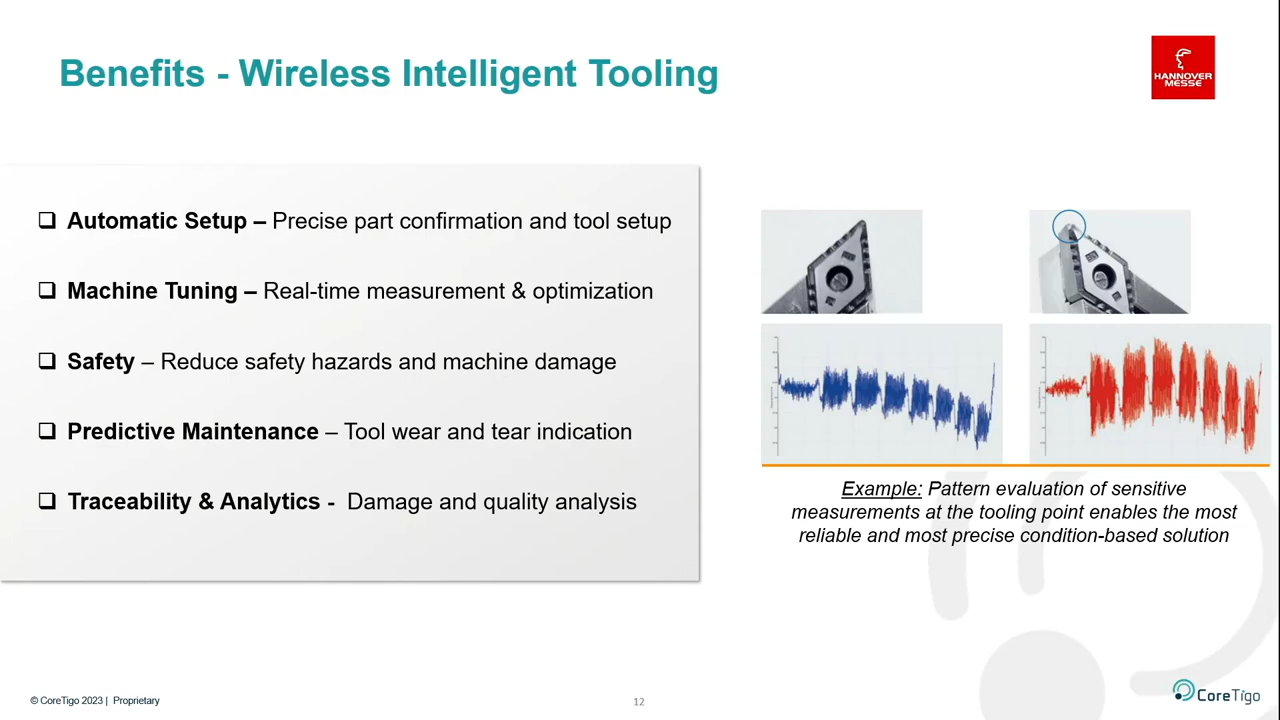 Benefits - Wireless Intelligent Tooling
HANNOVER
MESSE
❑ Automatic Setup – Precise part confirmation and tool setup
❑ Machine Tuning – Real-time measurement & optimization
❑ Safety – Reduce safety hazards and machine damage
❑ Predictive Maintenance – Tool wear and tear indication
❑ Traceability & Analytics - Damage and quality analysis
Example: Pattern evaluation of sensitive
measurements at the tooling point enables the most
reliable and most precise condition-based solution
© CoreTigo 2023 | Proprietary
12
CoreTigo